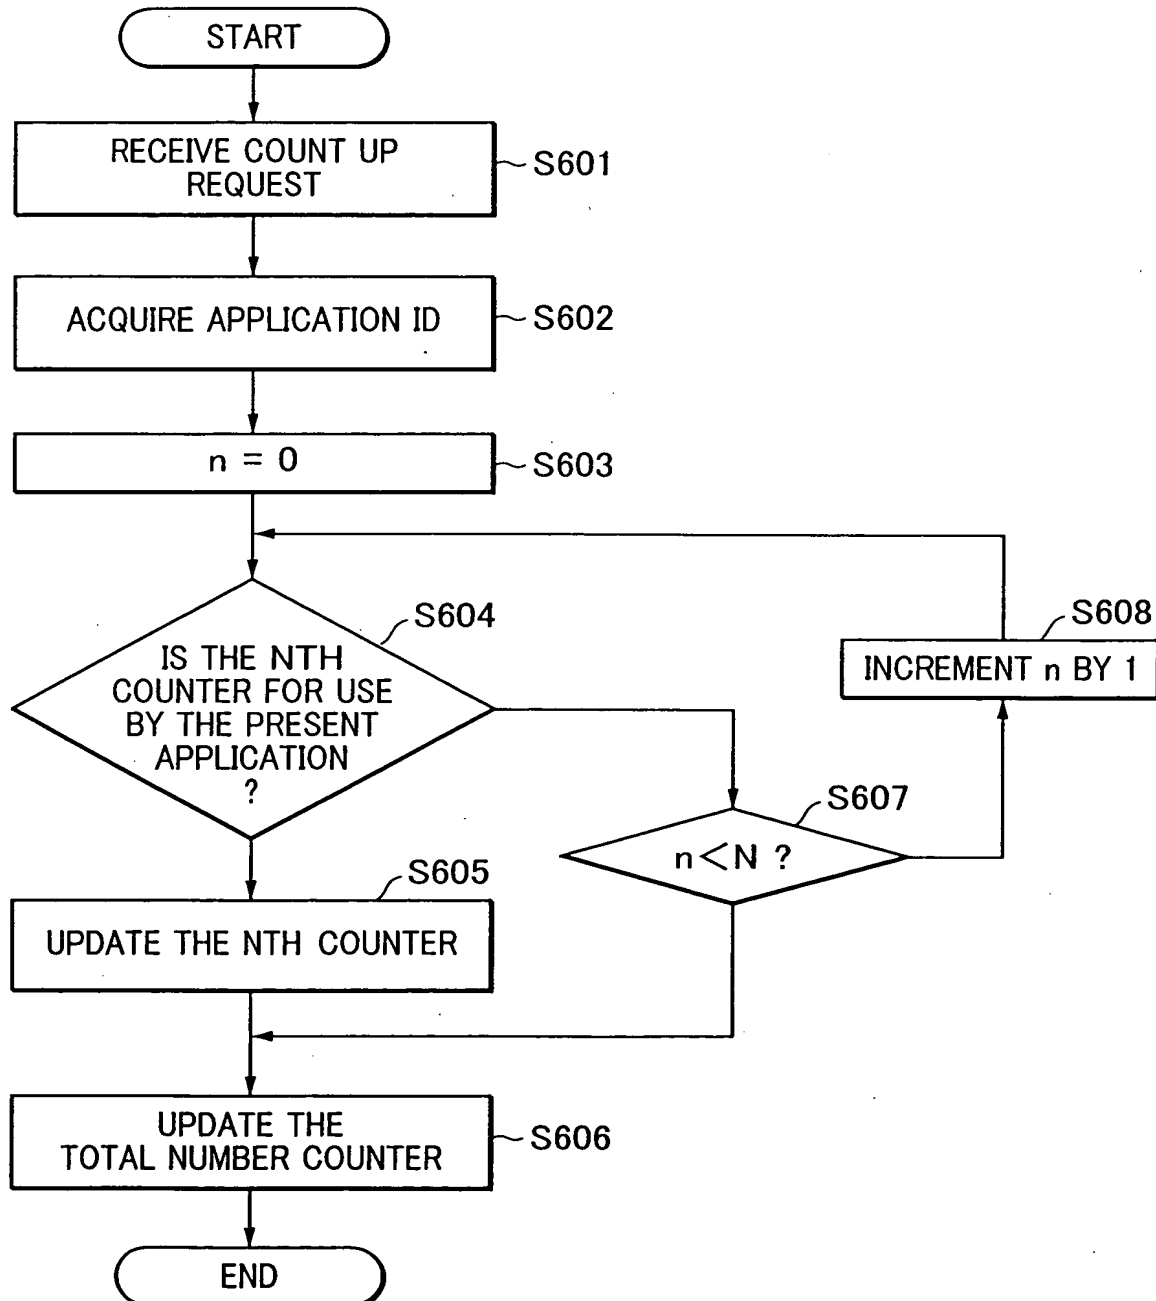 START
RECEIVE COUNT UP
REQUEST
S601
ACQUIRE APPLICATION ID
S602
n = 0
S603
S604
IS THE NTH
COUNTER FOR USE
BY THE PRESENT
APPLICATION
?
S608
INCREMENT n BY 1
S607
n<N ?
S605
UPDATE THE NTH COUNTER
UPDATE THE
TOTAL NUMBER COUNTER
S606
END